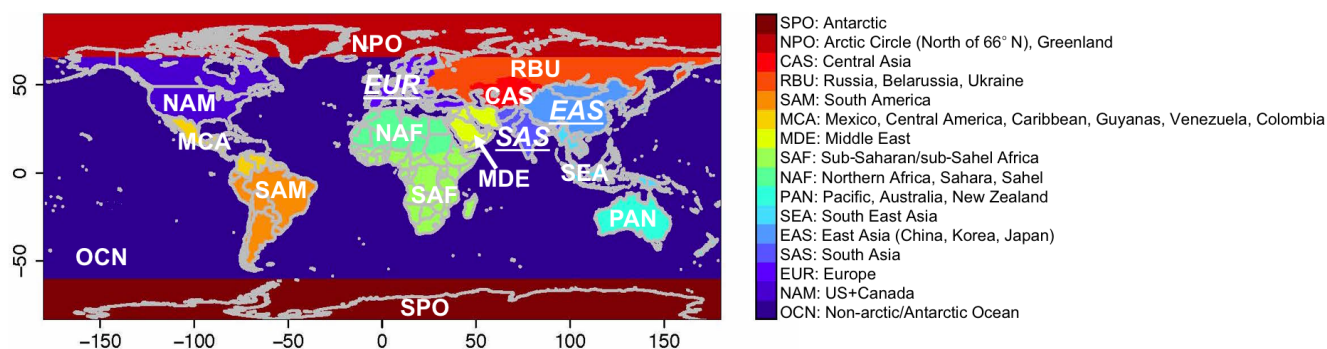 NPO
RBU
EUR
CAS
NAM
EAS
NAF
SAS
MCA
SEA
MDE
SAM
SAF
PAN
OCN
SPO
50
0
−50
−150
−100
−50
0
50
100
150
SPO: Antarctic
NPO: Arctic Circle (North of 66° N), Greenland
CAS: Central Asia
RBU: Russia, Belarussia, Ukraine
SAM: South America
MCA: Mexico, Central America, Caribbean, Guyanas, Venezuela, Colombia
MDE: Middle East
SAF: Sub-Saharan/sub-Sahel Africa
NAF: Northern Africa, Sahara, Sahel
PAN: Pacific, Australia, New Zealand
SEA: South East Asia
EAS: East Asia (China, Korea, Japan)
SAS: South Asia
EUR: Europe
NAM: US+Canada
OCN: Non-arctic/Antarctic Ocean